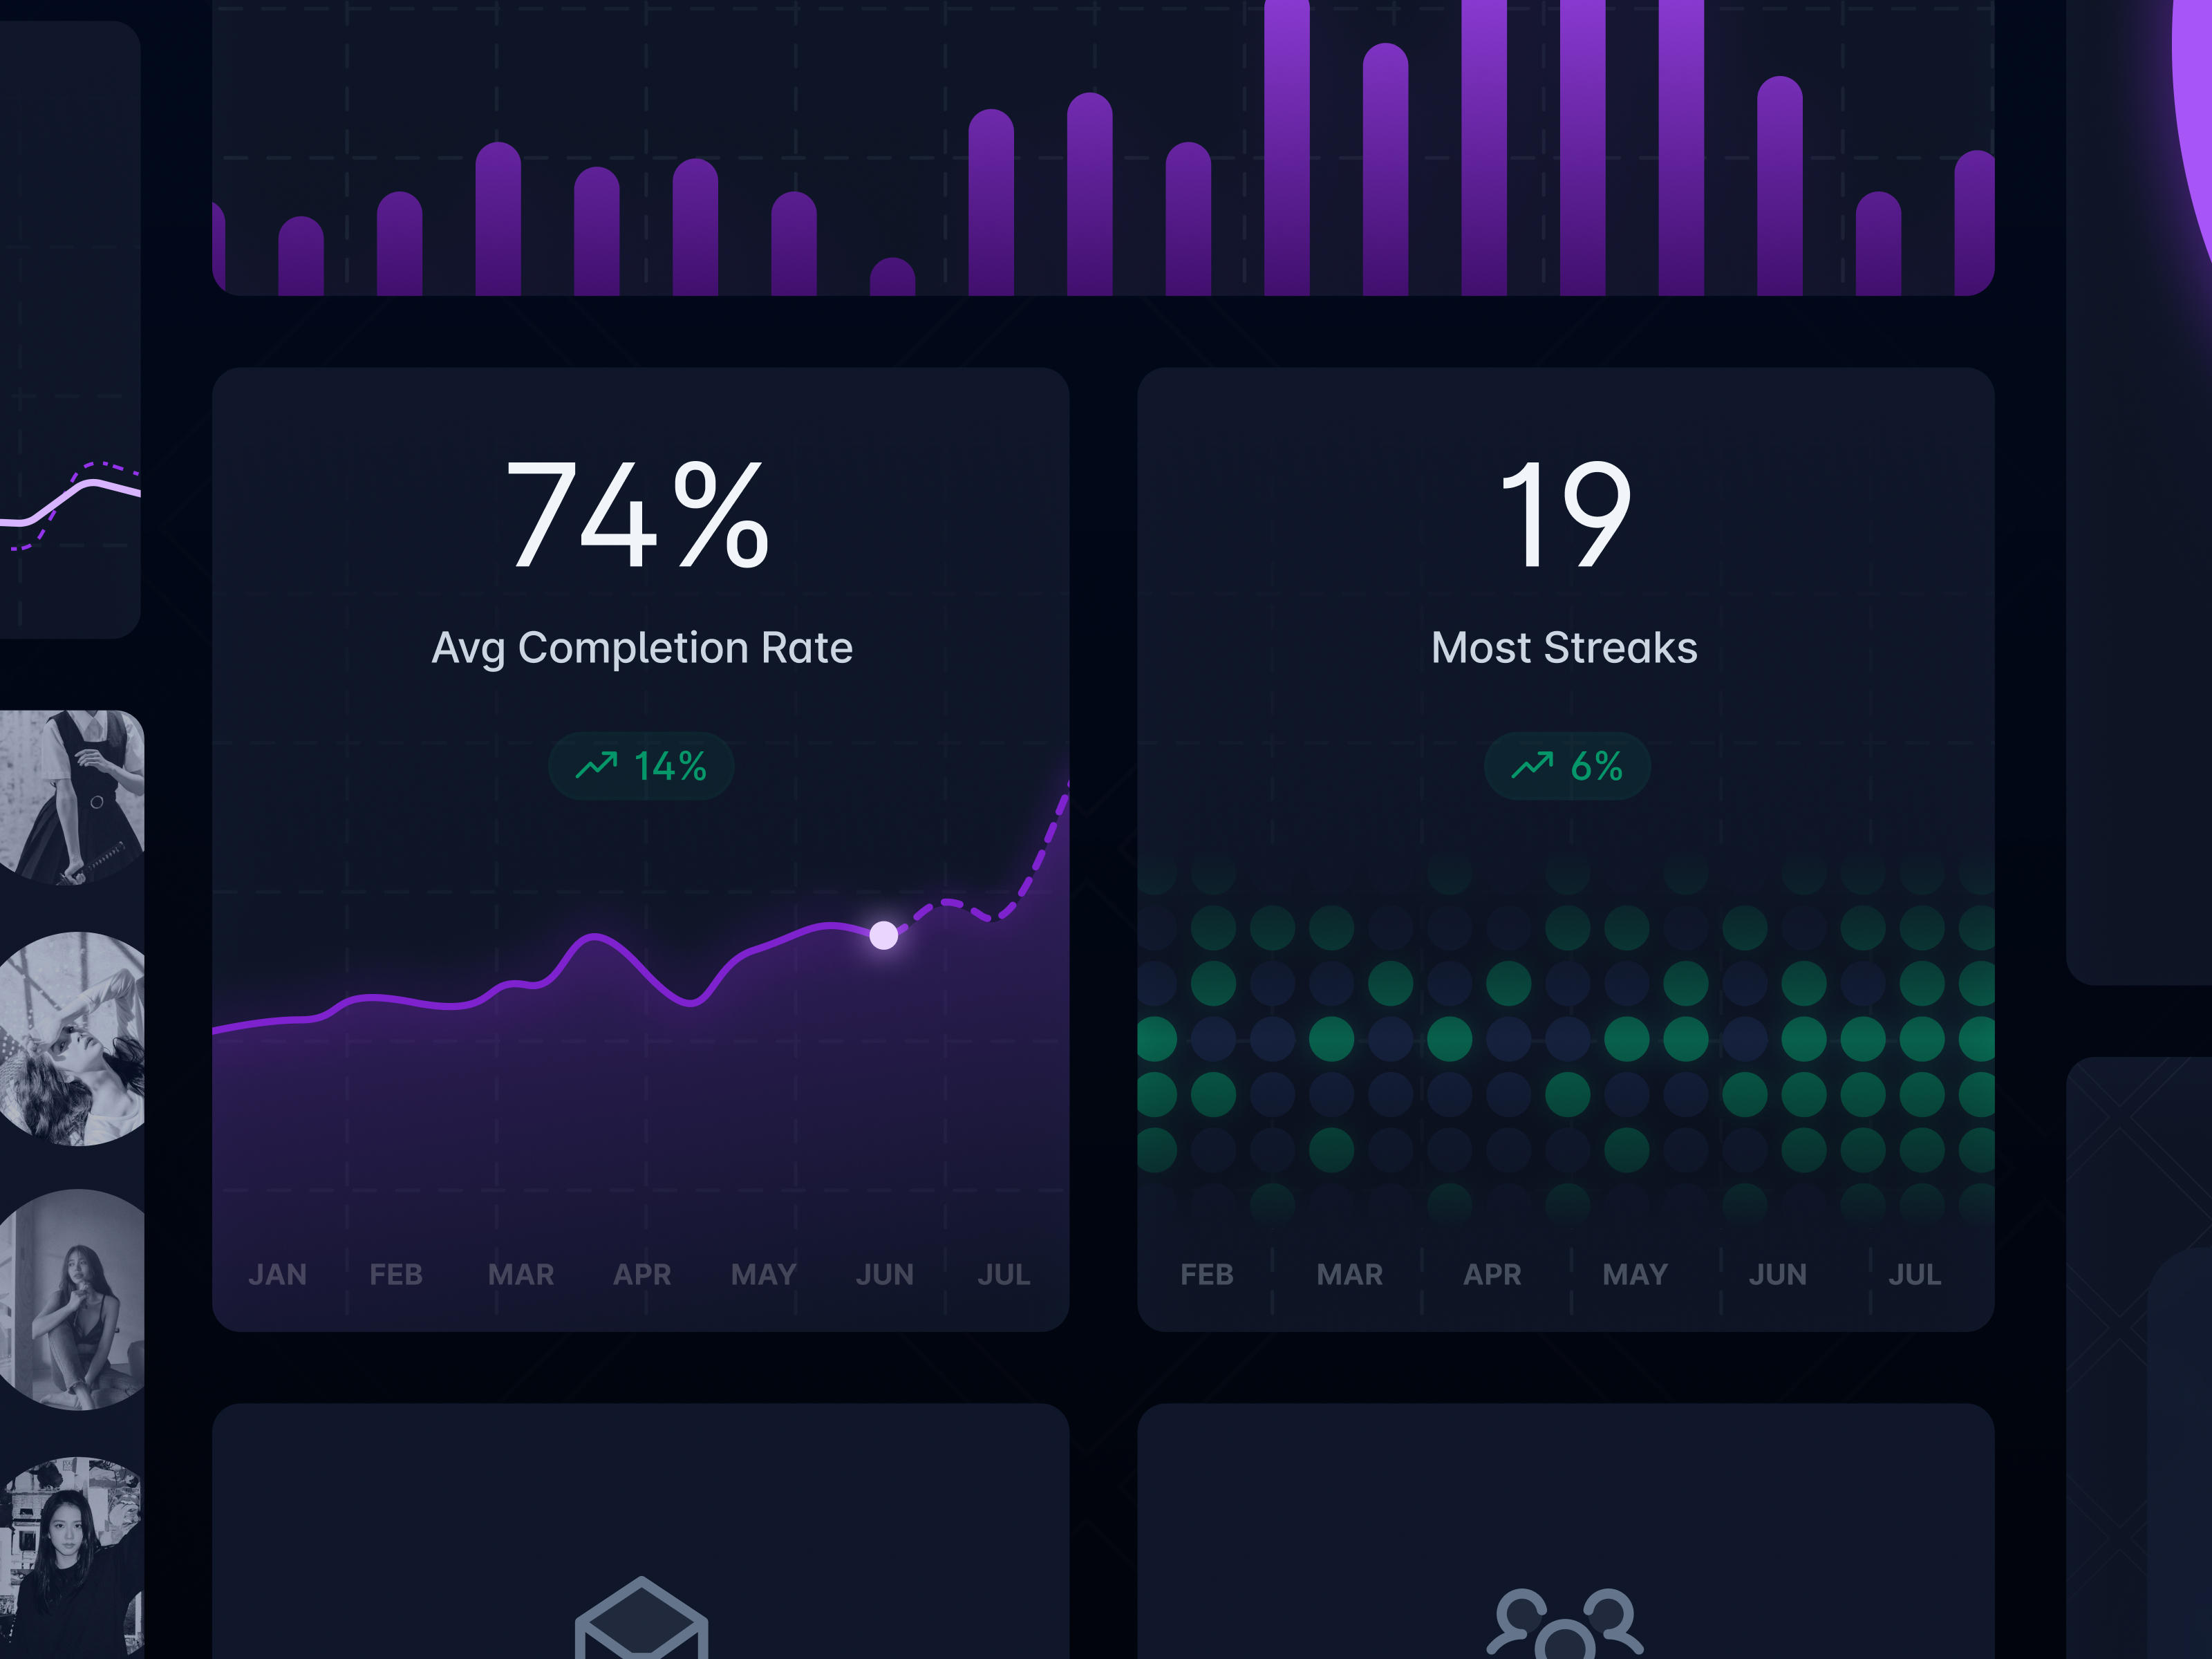 74%
Avg Completion Rate
14%
JAN FEB MAR APR MAY JUN JUL
19
Most Streaks
6%
FEB MAR APR MAY JUN JUL